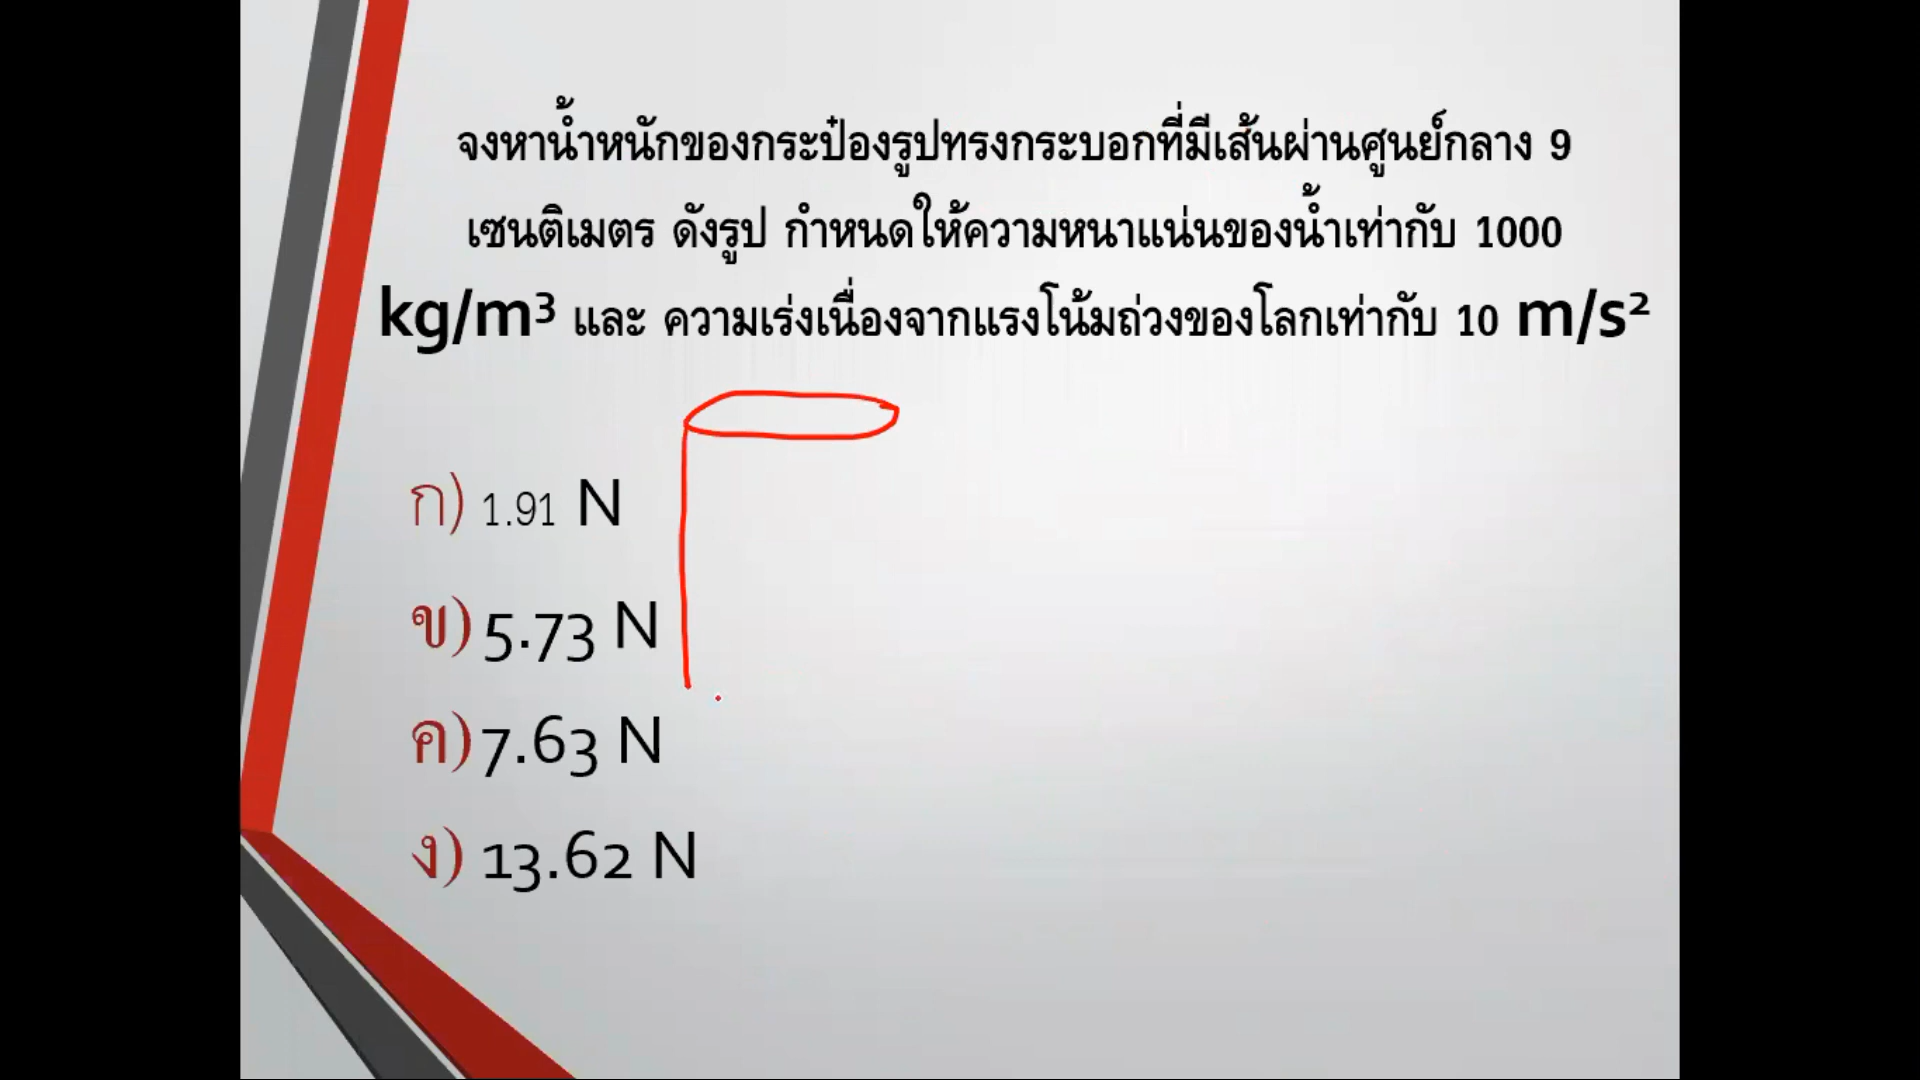 จงหาน้ำหนักของกระป๋องรูปทรงกระบอกที่มีเส้นผ่านศูนย์กลาง 9
เซนติเมตร ดังรูป กำหนดให้ความหนาแน่นของน้ำเท่ากับ 1000
kg/m³ และ ความเร่งเนื่องจากแรงโน้มถ่วงของโลกเท่ากับ 10 m/s²
ก) 1.91 N
ข) 5.73 N
ค) 7.63 N
ง) 13.62 N